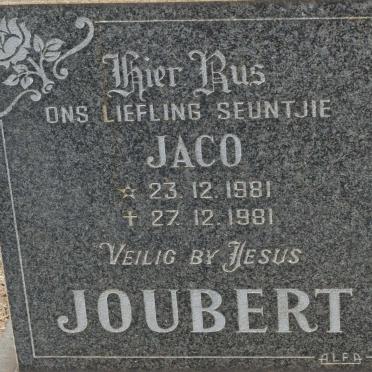 Hier Rus
ONS LIEFLING SEUNTJIE
JACO
☆ 23.12.1981
✝ 27.12.1981
VEILIG BY JESUS
JOUBERT
ALFA